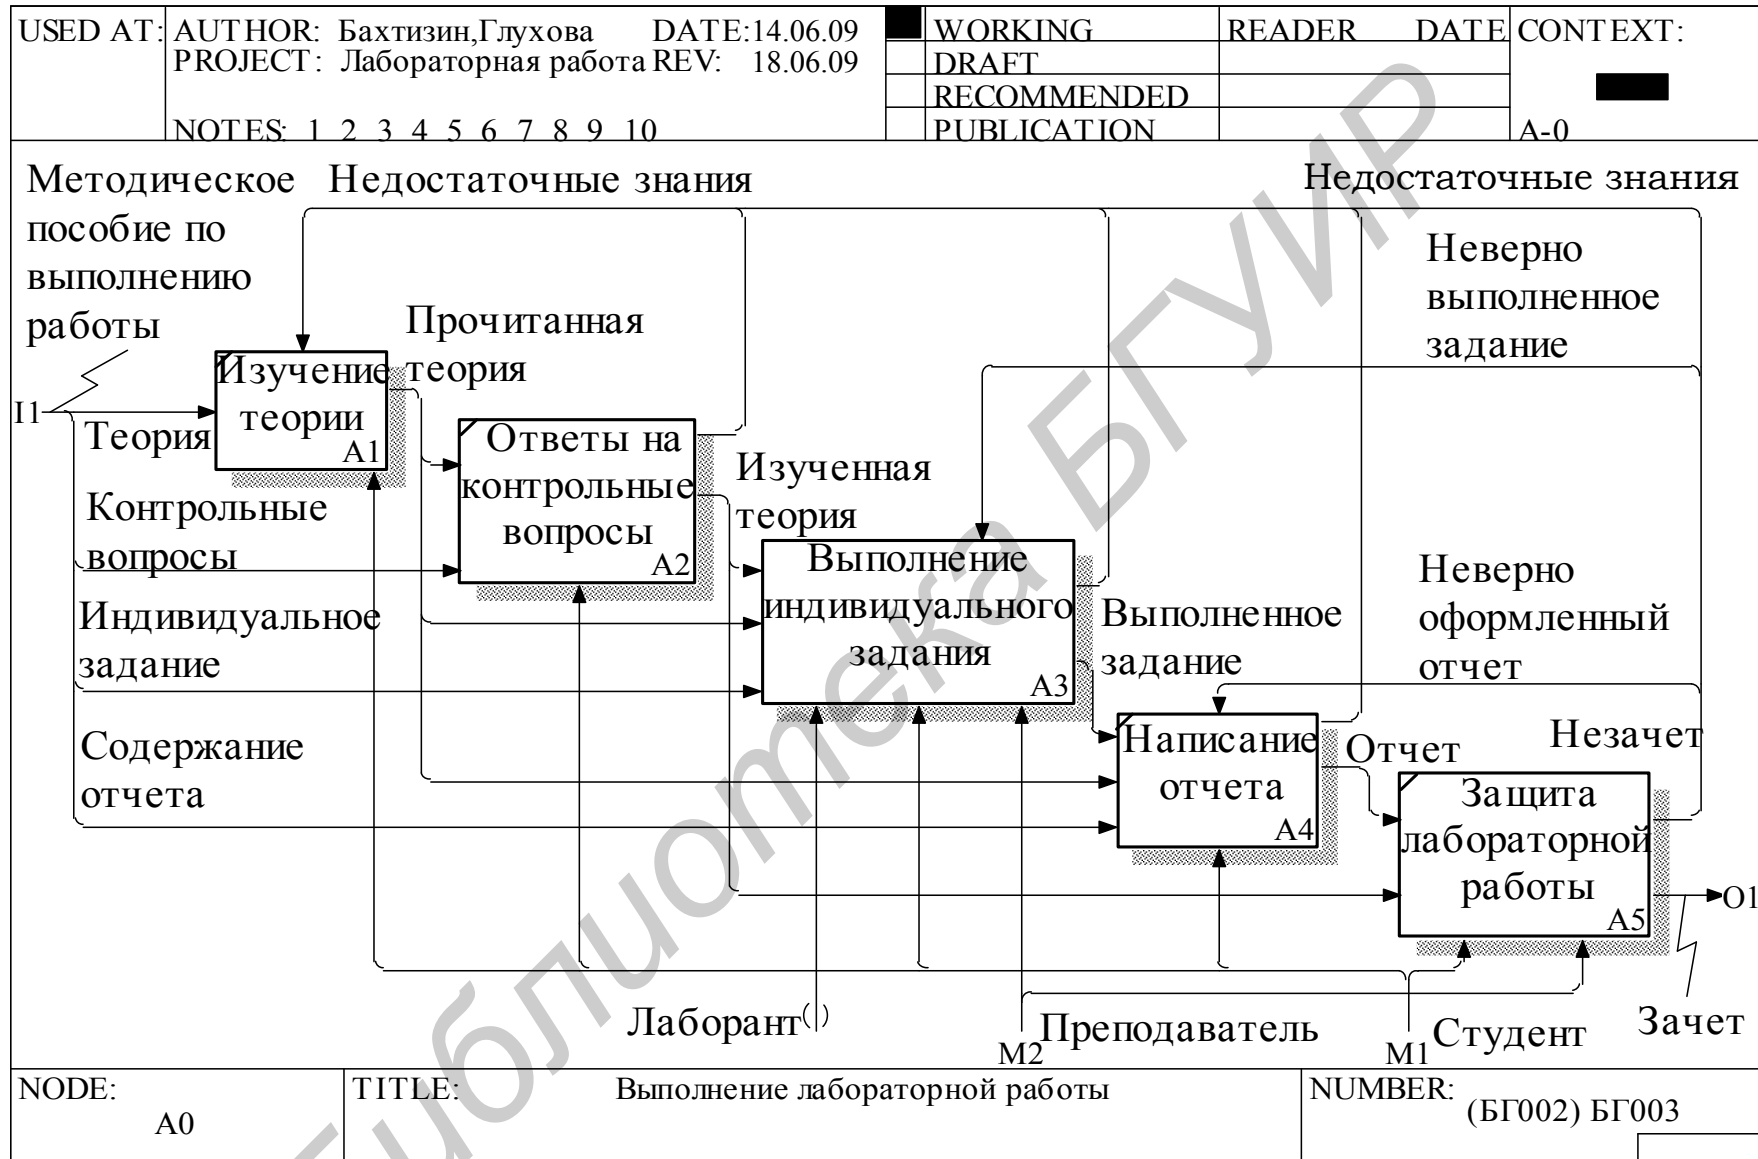 USED AT:
AUTHOR: Бахтизин,Глухова DATE:14.06.09
PROJECT: Лабораторная работа REV: 18.06.09
NOTES: 1 2 3 4 5 6 7 8 9 10
WORKING
DRAFT
RECOMMENDED
PUBLICATION
READER DATE
CONTEXT:
A-0
Методическое
пособие по
выполнению
работы
Недостаточные знания
Недостаточные знания
Неверно
выполненное
задание
Прочитанная
теория
Изучение
теории
A1
I1
Теория
Ответы на
контрольные
вопросы
A2
Изученная
теория
Контрольные
вопросы
Выполнение
индивидуального
задания
A3
Индивидуальное
задание
Выполненное
задание
Неверно
оформленный
отчет
Содержание
отчета
Написание
отчета
A4
Отчет
Незачет
Защита
лабораторной
работы
A5
O1
Лаборант()
M2
Преподаватель
M1
Студент
Зачет
NODE:
A0
TITLE:
Выполнение лабораторной работы
NUMBER:
(БГ002) БГ003
библиотека БГУИР